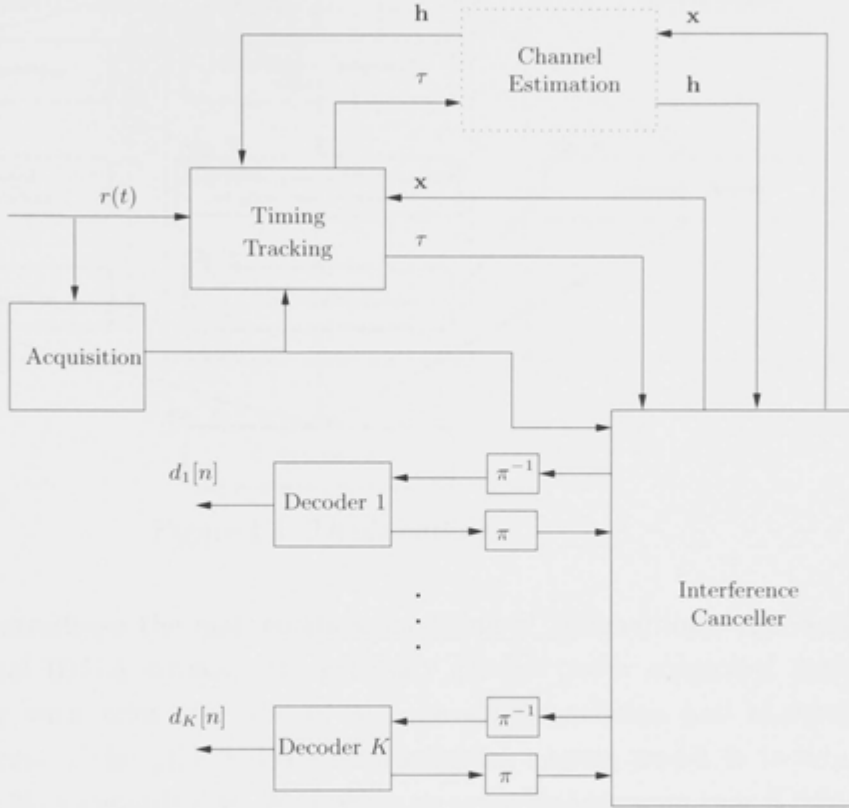 h
x
Channel
Estimation
τ
h
r(t)
Timing
Tracking
x
τ
Acquisition
d₁[n]
Decoder 1
π⁻¹
π
Interference
Canceller
d_K[n]
Decoder K
π⁻¹
π